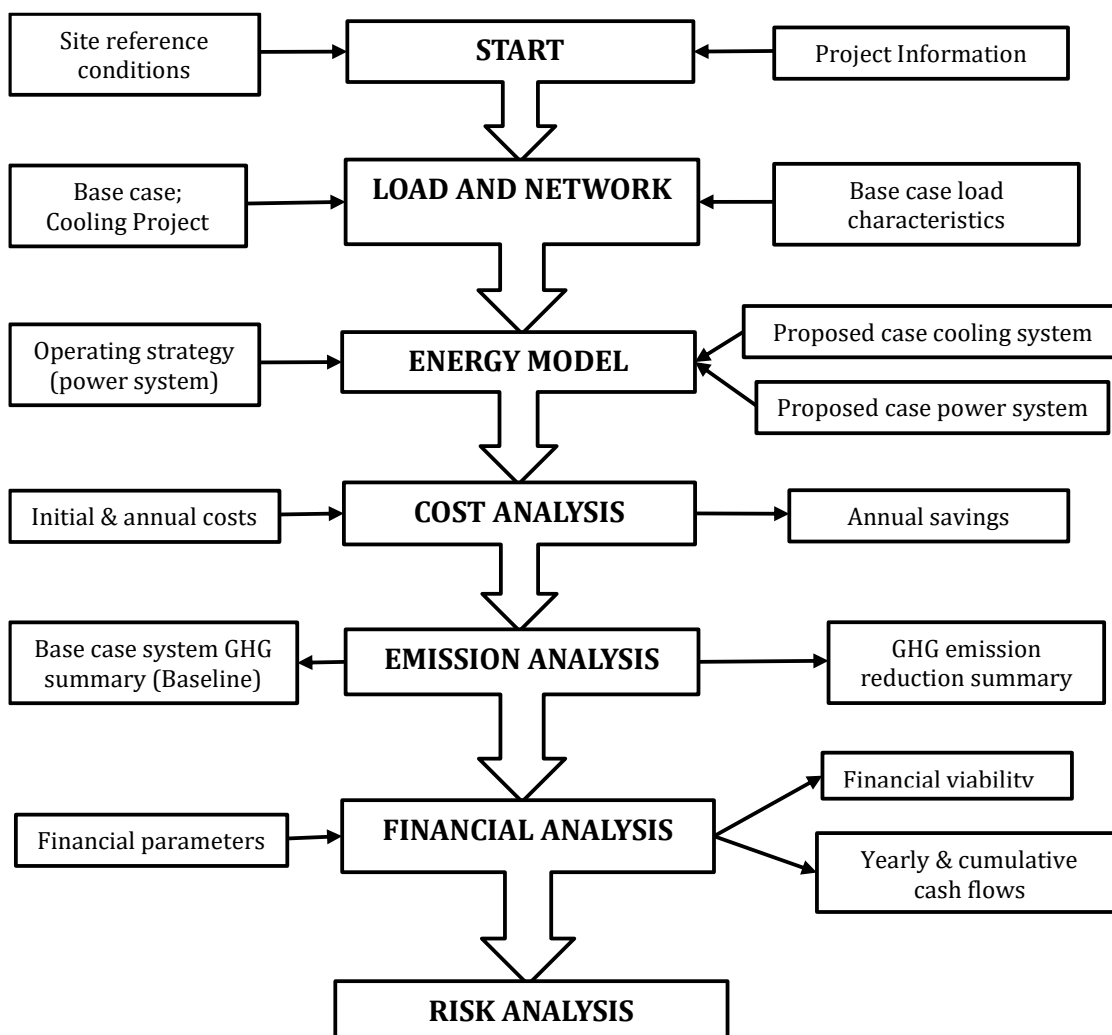 Site reference
conditions
START
Project Information
Base case;
Cooling Project
LOAD AND NETWORK
Base case load
characteristics
Operating strategy
(power system)
ENERGY MODEL
Proposed case cooling system
Proposed case power system
Initial & annual costs
COST ANALYSIS
Annual savings
Base case system GHG
summary (Baseline)
EMISSION ANALYSIS
GHG emission
reduction summary
Financial parameters
FINANCIAL ANALYSIS
Financial viability
Yearly & cumulative
cash flows
RISK ANALYSIS